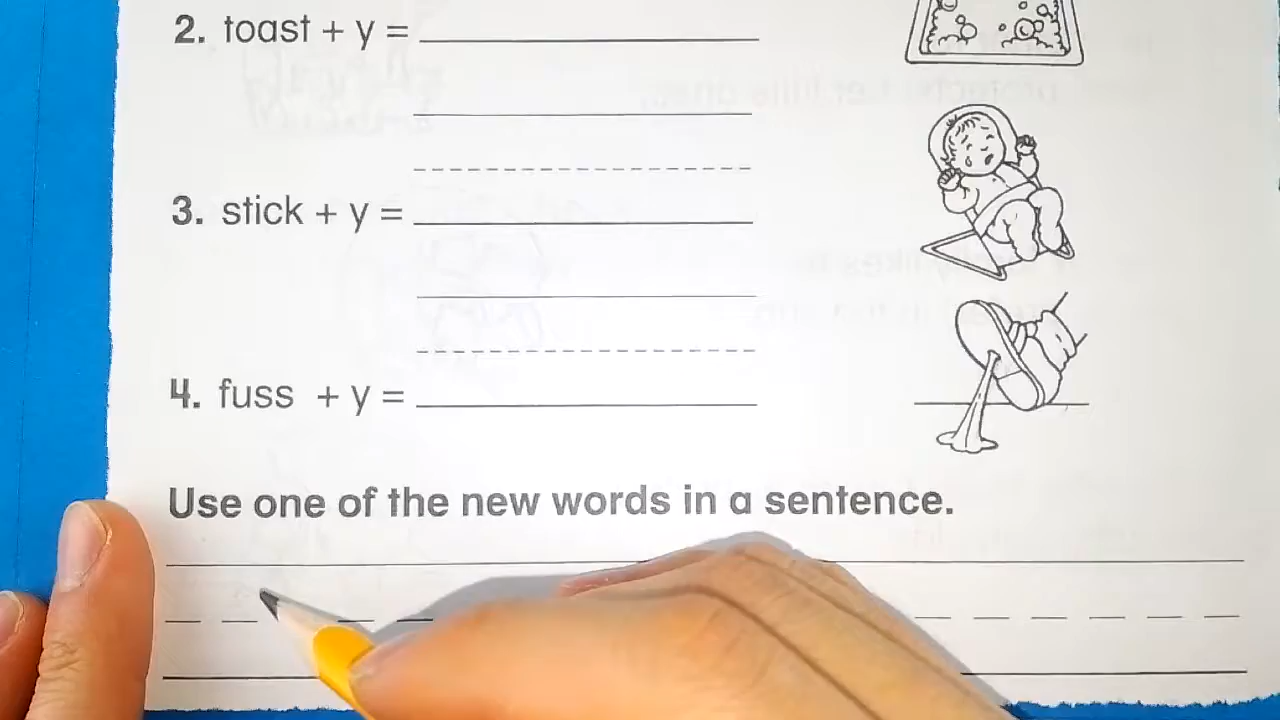 2. toast + y =
3. stick + y =
4. fuss + y =
Use one of the new words in a sentence.